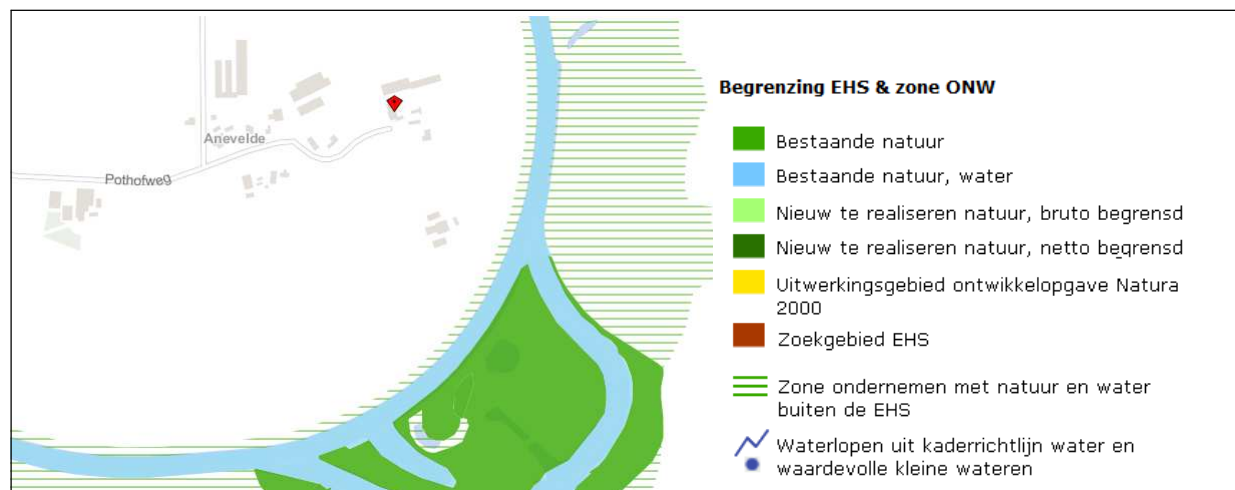 Anevelde
Pothofweg
Begrenzing EHS & zone ONW
Bestaande natuur
Bestaande natuur, water
Nieuw te realiseren natuur, bruto begrensd
Nieuw te realiseren natuur, netto begrensd
Uitwerkingsgebied ontwikkelopgave Natura
2000
Zoekgebied EHS
Zone ondernemen met natuur en water
buiten de EHS
Waterlopen uit kaderrichtlijn water en
waardevolle kleine wateren